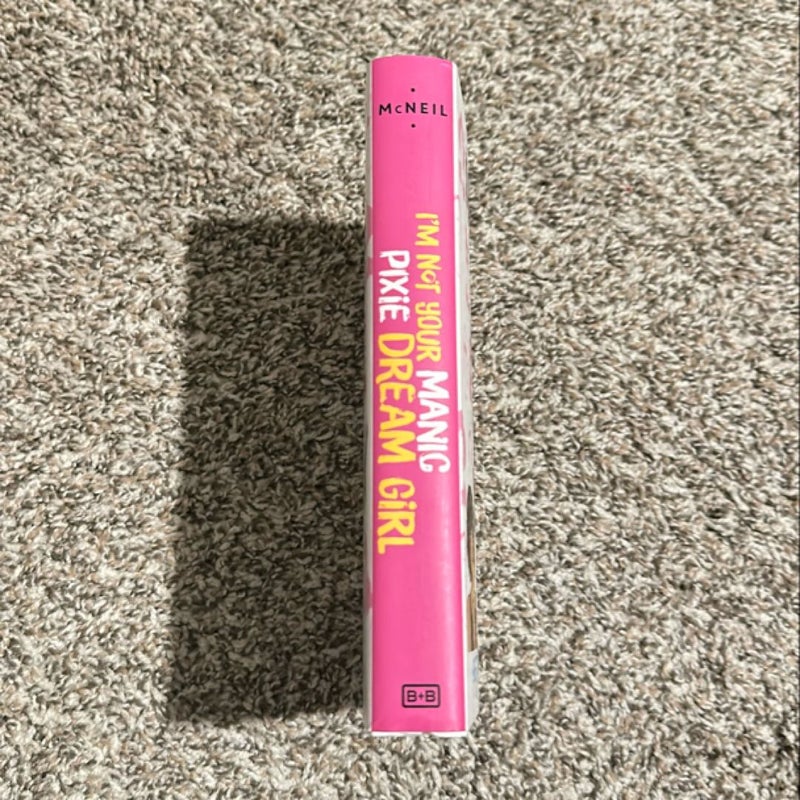 McNEIL
I'M NOT YOUR MANIC
PIXiE DREAM GiRL
B+B